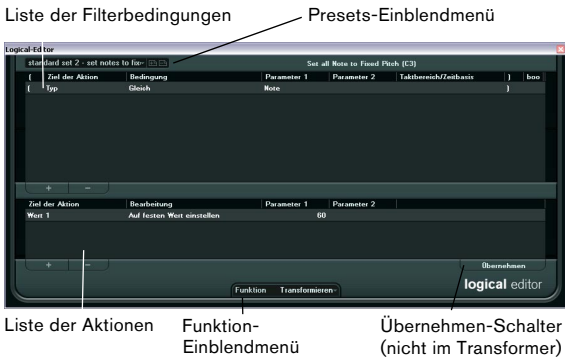 Liste der Filterbedingungen Presets-Einblendmenü
Logical-Editor
standard set 2 - set notes to fix Set all Note to Fixed Pitch (C3)
( Ziel der Aktion Bedingung Parameter 1 Parameter 2 Taktbereich/Zeitbasis ) boo
( Typ Gleich Note )
+ −
Ziel der Aktion Bearbeitung Parameter 1 Parameter 2
Wert 1 Auf festen Wert einstellen 60
+ −
Übernehmen
Funktion Transformieren
logical editor
Liste der Aktionen Funktion- Übernehmen-Schalter
Einblendmenü (nicht im Transformer)